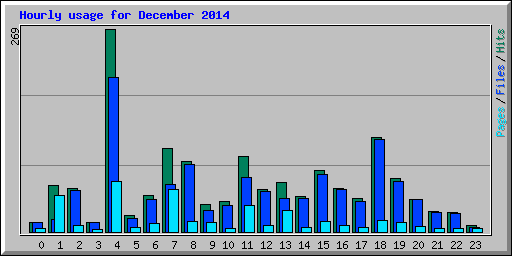 Hourly usage for December 2014
269
Pages/Files/Hits
0 1 2 3 4 5 6 7 8 9 10 11 12 13 14 15 16 17 18 19 20 21 22 23